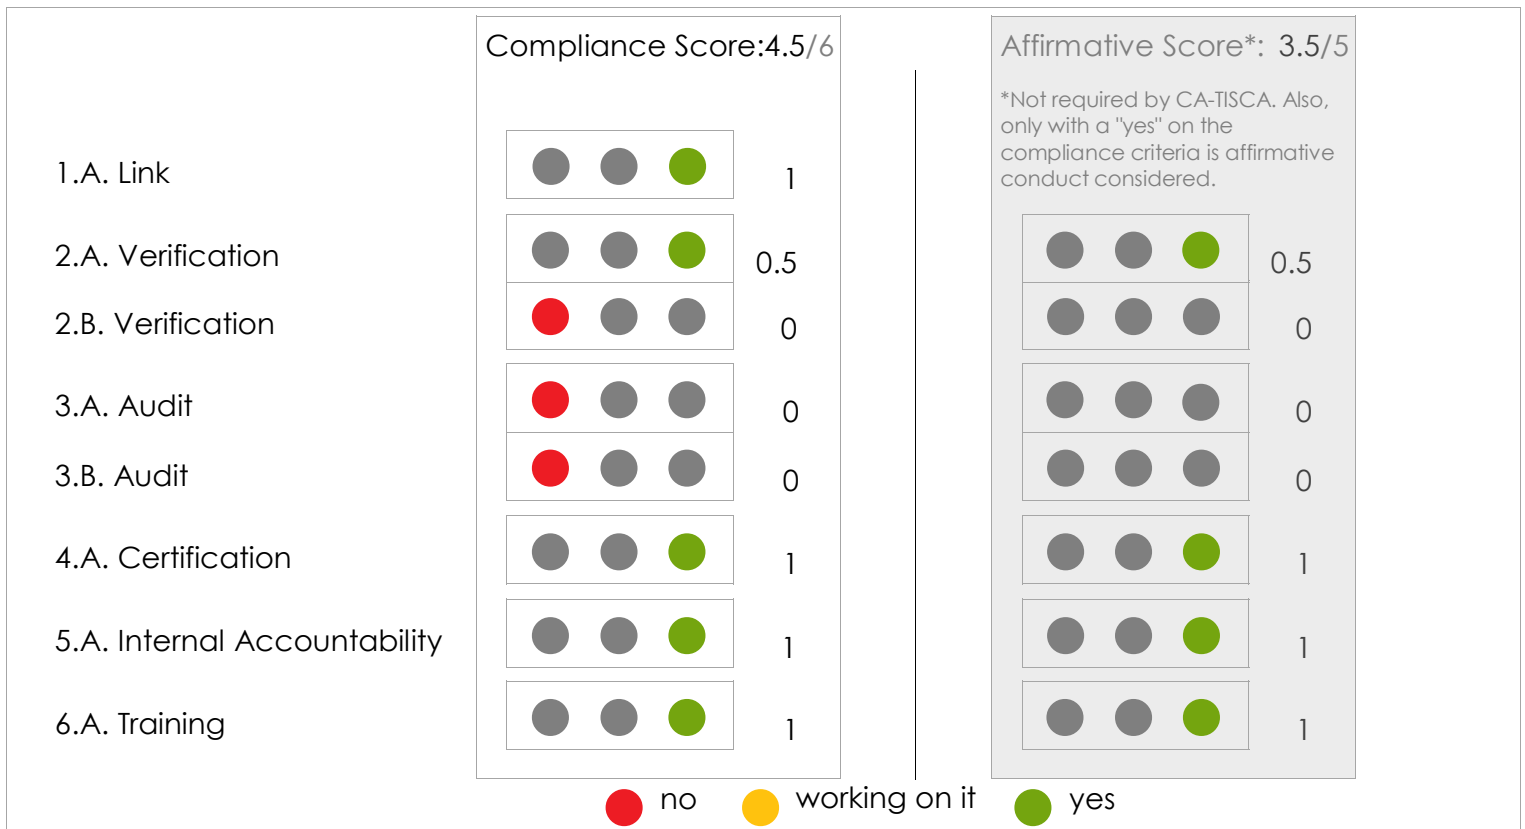 Compliance Score:4.5/6
Affirmative Score*: 3.5/5
*Not required by CA-TISCA. Also,
only with a "yes" on the
compliance criteria is affirmative
conduct considered.
1.A. Link 1
2.A. Verification 0.5 0.5
2.B. Verification 0 0
3.A. Audit 0 0
3.B. Audit 0 0
4.A. Certification 1 1
5.A. Internal Accountability 1 1
6.A. Training 1 1
no working on it yes